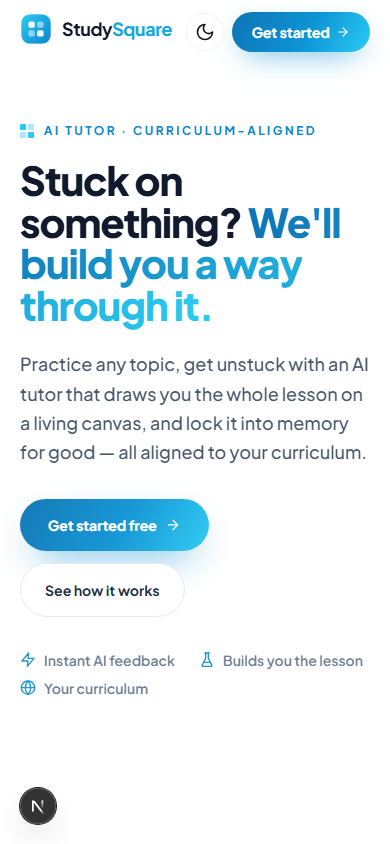 StudySquare
Get started
AI TUTOR · CURRICULUM-ALIGNED
Stuck on
something? We'll
build you a way
through it.
Practice any topic, get unstuck with an AI
tutor that draws you the whole lesson on
a living canvas, and lock it into memory
for good — all aligned to your curriculum.
Get started free
See how it works
Instant AI feedback
Builds you the lesson
Your curriculum
N